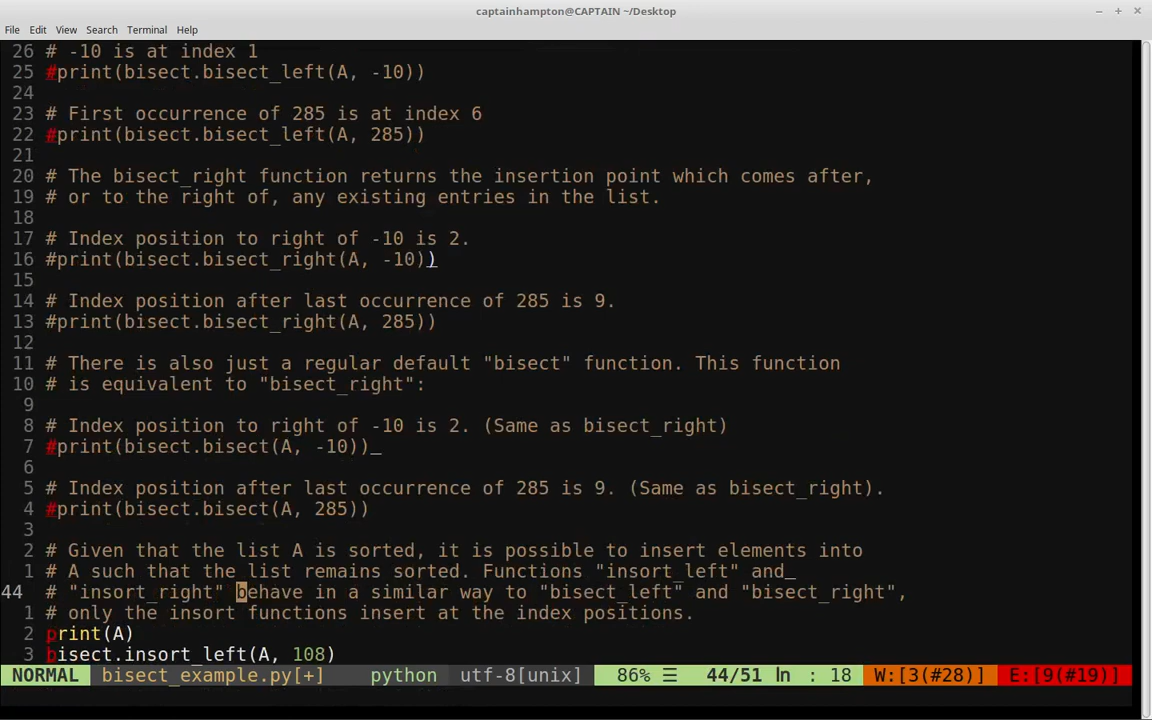 captainhampton@CAPTAIN ~/Desktop
File Edit View Search Terminal Help
26 # -10 is at index 1
25 #print(bisect.bisect_left(A, -10))
24
23 # First occurrence of 285 is at index 6
22 #print(bisect.bisect_left(A, 285))
21
20 # The bisect_right function returns the insertion point which comes after,
19 # or to the right of, any existing entries in the list.
18
17 # Index position to right of -10 is 2.
16 #print(bisect.bisect_right(A, -10))
15
14 # Index position after last occurrence of 285 is 9.
13 #print(bisect.bisect_right(A, 285))
12
11 # There is also just a regular default "bisect" function. This function
10 # is equivalent to "bisect_right":
9
8 # Index position to right of -10 is 2. (Same as bisect_right)
7 #print(bisect.bisect(A, -10))_
6
5 # Index position after last occurrence of 285 is 9. (Same as bisect_right).
4 #print(bisect.bisect(A, 285))
3
2 # Given that the list A is sorted, it is possible to insert elements into
1 # A such that the list remains sorted. Functions "insort_left" and_
44 # "insort_right" behave in a similar way to "bisect_left" and "bisect_right",
1 # only the insort functions insert at the index positions.
2 print(A)
3 bisect.insort_left(A, 108)
NORMAL bisect_example.py[+] python utf-8[unix] 86% ☰ 44/51 ln : 18 W:[3(#28)] E:[9(#19)]